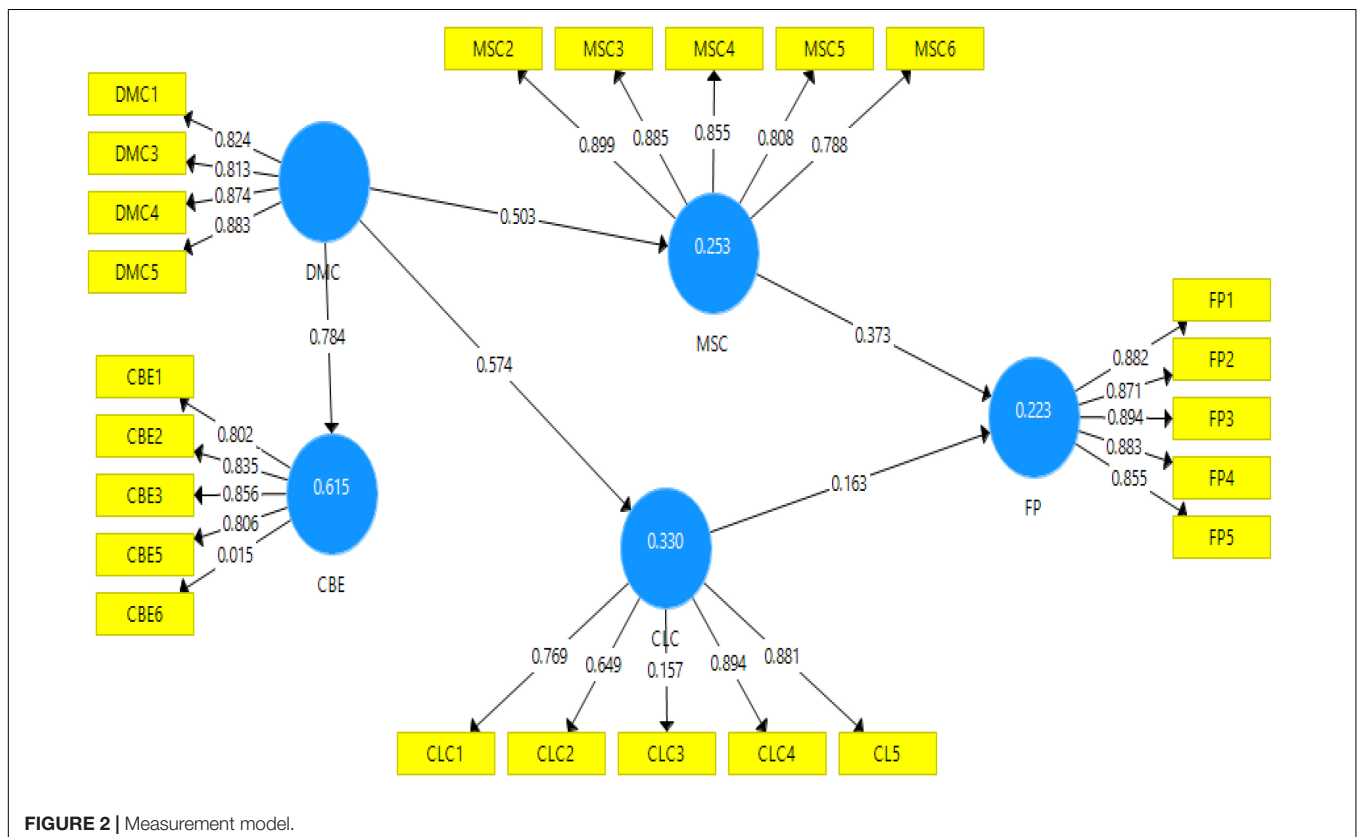 MSC2 MSC3 MSC4 MSC5 MSC6
DMC1
DMC3
DMC4
DMC5
0.824
0.813
0.874
0.883
0.899
0.885
0.855
0.808
0.788
DMC
0.503
0.253
MSC
0.784
0.574
0.373
CBE1
CBE2
CBE3
CBE5
CBE6
0.802
0.835
0.856
0.806
0.015
0.615
CBE
0.330
CLC
0.163
0.223
FP
0.882
0.871
0.894
0.883
0.855
FP1
FP2
FP3
FP4
FP5
0.769
0.649
0.157
0.894
0.881
CLC1 CLC2 CLC3 CLC4 CL5
FIGURE 2 | Measurement model.